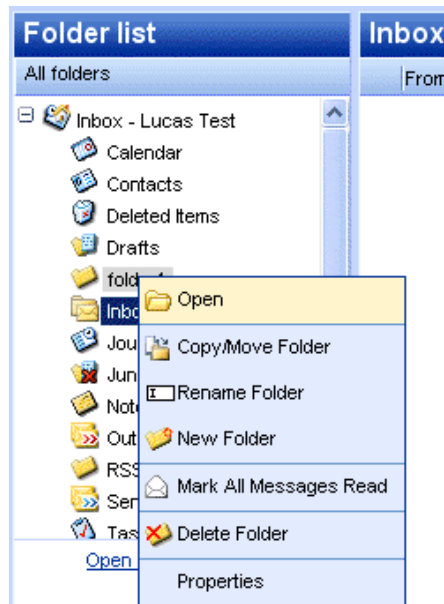 Folder list
Inbox
All folders
From
Inbox - Lucas Test
Calendar
Contacts
Deleted Items
Drafts
Open
Copy/Move Folder
Rename Folder
New Folder
Mark All Messages Read
Delete Folder
Open
Properties